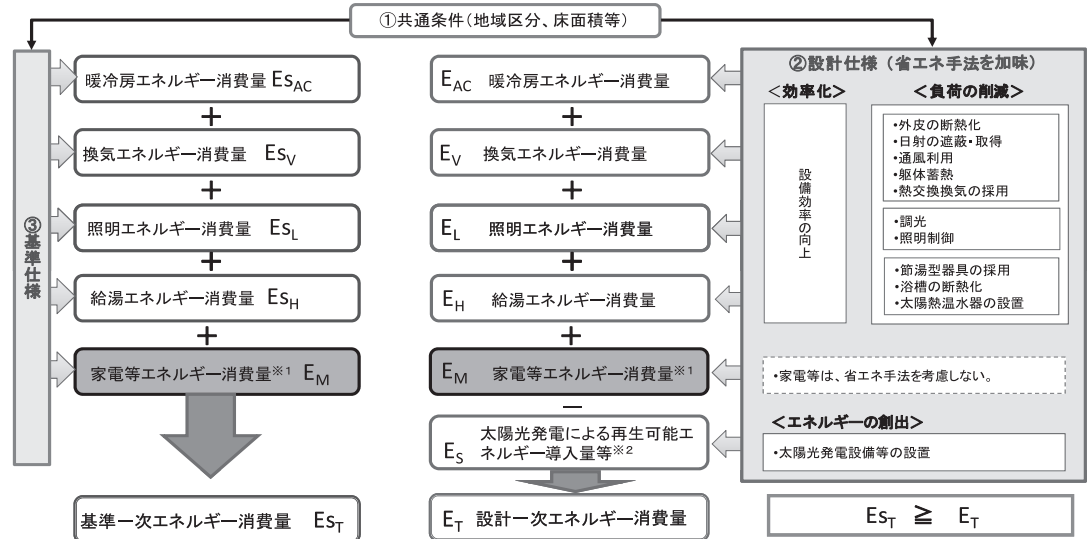 ①共通条件(地域区分、床面積等)
③基準仕様
暖冷房エネルギー消費量 EsAC
+
換気エネルギー消費量 EsV
+
照明エネルギー消費量 EsL
+
給湯エネルギー消費量 EsH
+
家電等エネルギー消費量※1 EM
基準一次エネルギー消費量 EsT
EAC 暖冷房エネルギー消費量
+
EV 換気エネルギー消費量
+
EL 照明エネルギー消費量
+
EH 給湯エネルギー消費量
+
EM 家電等エネルギー消費量※1
－
ES 太陽光発電による再生可能エ
ネルギー導入量等※2
ET 設計一次エネルギー消費量
②設計仕様(省エネ手法を加味)
<効率化>
設備効率の向上
<負荷の削減>
・外皮の断熱化
・日射の遮蔽・取得
・通風利用
・躯体蓄熱
・熱交換換気の採用
・調光
・照明制御
・節湯型器具の採用
・浴槽の断熱化
・太陽熱温水器の設置
・家電等は、省エネ手法を考慮しない。
<エネルギーの創出>
・太陽光発電設備等の設置
EsT ≧ ET